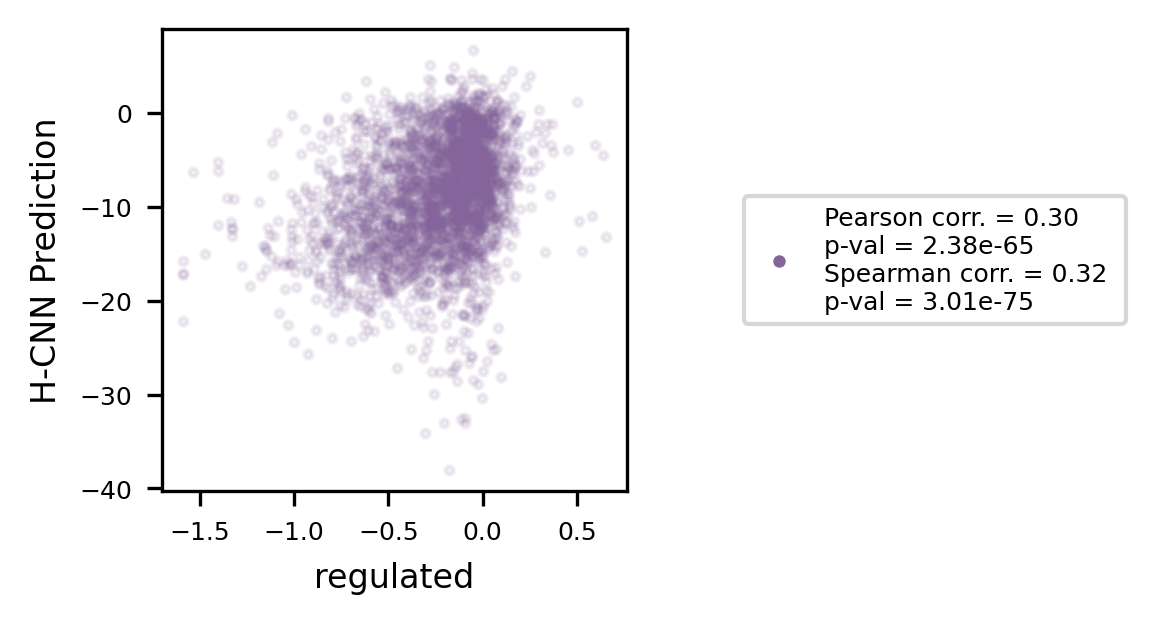 H-CNN Prediction
0
−10
−20
−30
−40
−1.5 −1.0 −0.5 0.0 0.5
regulated
Pearson corr. = 0.30
p-val = 2.38e-65
Spearman corr. = 0.32
p-val = 3.01e-75